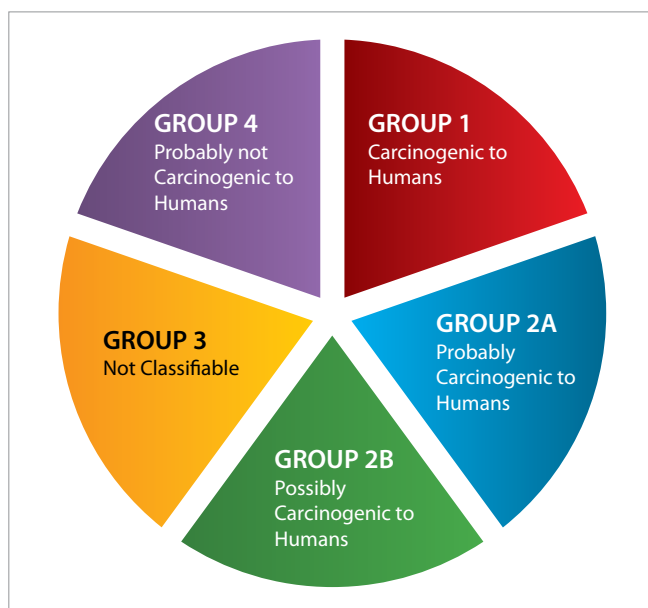 GROUP 1
Carcinogenic to
Humans
GROUP 2A
Probably
Carcinogenic to
Humans
GROUP 2B
Possibly
Carcinogenic to
Humans
GROUP 3
Not Classifiable
GROUP 4
Probably not
Carcinogenic to
Humans